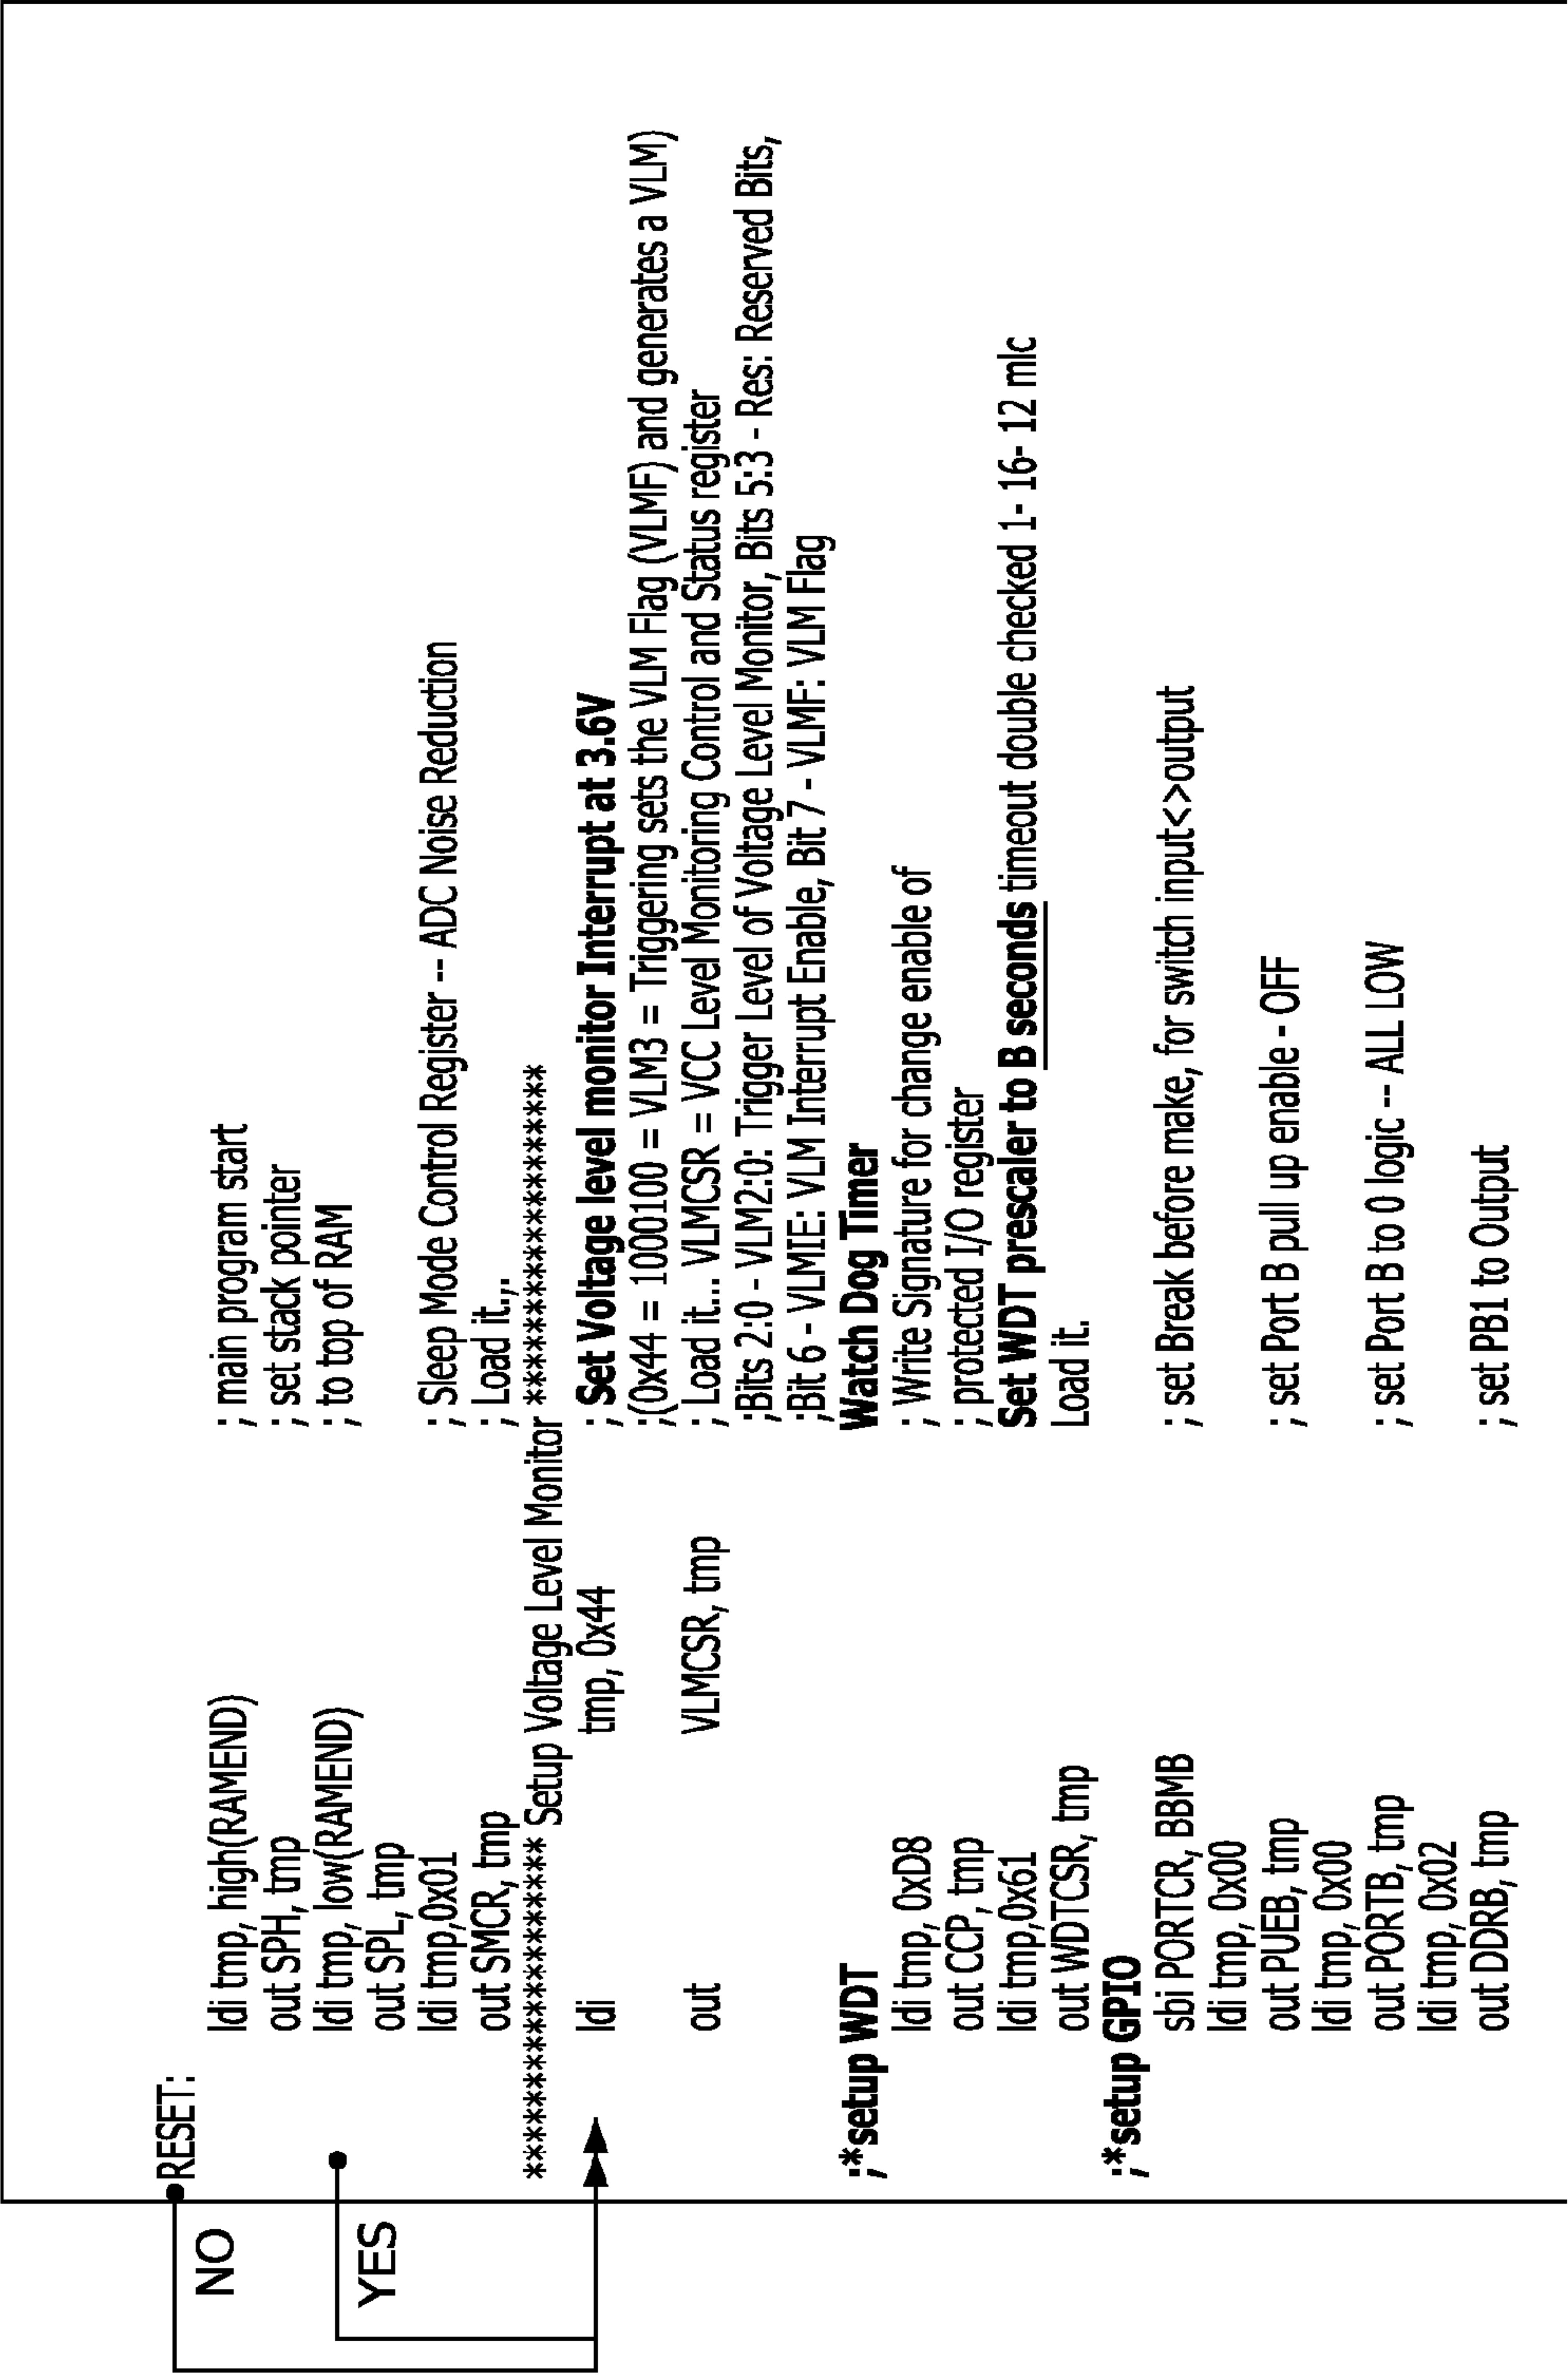 RESET:
NO
ldi tmp, high(RAMEND) ; main program start
out SPH, tmp ; set stack pointer
ldi tmp, low(RAMEND) ; to top of RAM
YES
out SPL, tmp
ldi tmp,0x01 ; Sleep Mode Control Register -- ADC Noise Reduction
out SMCR, tmp ; Load it.,.
******************* Setup Voltage Level Monitor *******************
ldi tmp, 0x44 ; Set Voltage level monitor Interrupt at 3.6V
;(0x44 = 1000100 = VLM3 = Triggering sets the VLM Flag (VLMF) and generates a VLM)
out VLMCSR, tmp ; Load it... VLMCSR = VCC Level Monitoring Control and Status register
;Bits 2:0 - VLM2:0: Trigger Level of Voltage Level Monitor, Bits 5:3 - Res: Reserved Bits,
;Bit 6 - VLMIE: VLM Interrupt Enable, Bit 7 - VLMF: VLM Flag
;*setup WDT Watch Dog Timer
ldi tmp, 0xD8 ; Write Signature for change enable of
out CCP, tmp ; protected I/O register
ldi tmp,0x61 Set WDT prescaler to B seconds timeout double checked 1- 16- 12 mlc
out WDTCSR, tmp Load it.
;*setup GPIO
sbi PORTCR, BBMB ; set Break before make, for switch input<>output
ldi tmp, 0x00
out PUEB, tmp ; set Port B pull up enable - OFF
ldi tmp, 0x00
out PORTB, tmp ; set Port B to 0 logic -- ALL LOW
ldi tmp, 0x02
out DDRB, tmp ; set PB1 to Output